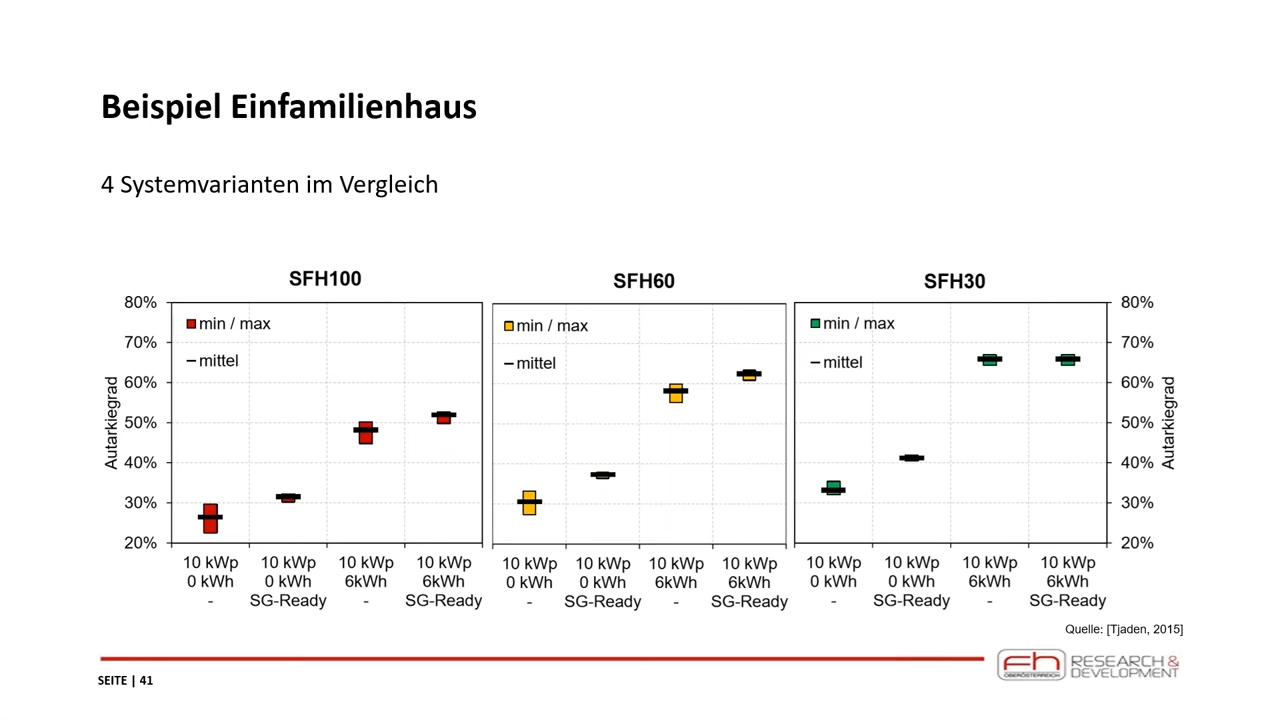 Beispiel Einfamilienhaus
4 Systemvarianten im Vergleich
SFH100
80%
70%
60%
50%
40%
30%
20%
Autarkiegrad
min / max
mittel
10 kWp 10 kWp 10 kWp 10 kWp
0 kWh 0 kWh 6kWh 6kWh
- SG-Ready - SG-Ready
SFH60
min / max
mittel
10 kWp 10 kWp 10 kWp 10 kWp
0 kWh 0 kWh 6kWh 6kWh
- SG-Ready - SG-Ready
SFH30
min / max
mittel
10 kWp 10 kWp 10 kWp 10 kWp
0 kWh 0 kWh 6kWh 6kWh
- SG-Ready - SG-Ready
80%
70%
60%
50%
40%
30%
20%
Autarkiegrad
Quelle: [Tjaden, 2015]
SEITE | 41
fh
OBERÖSTERREICH
RESEARCH &
DEVELOPMENT